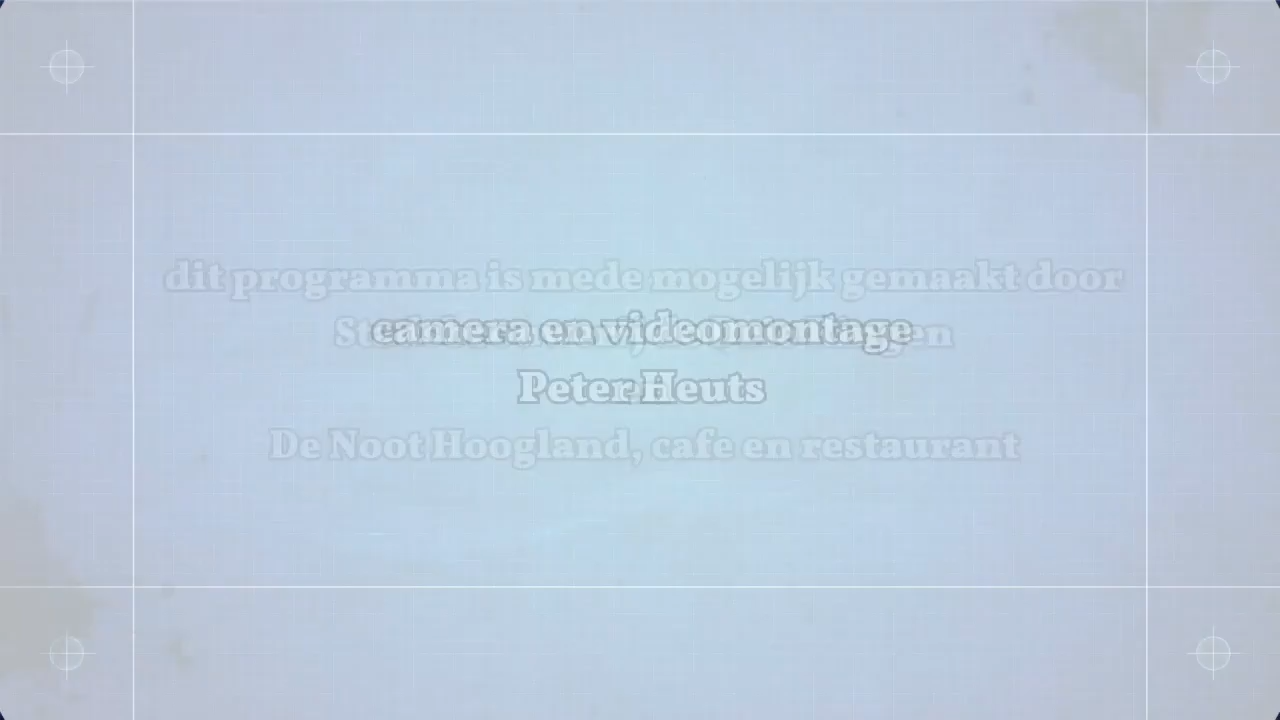 dit programma is mede mogelijk gemaakt door
camera en videomontage
Peter Heuts
De Noot Hoogland, cafe en restaurant